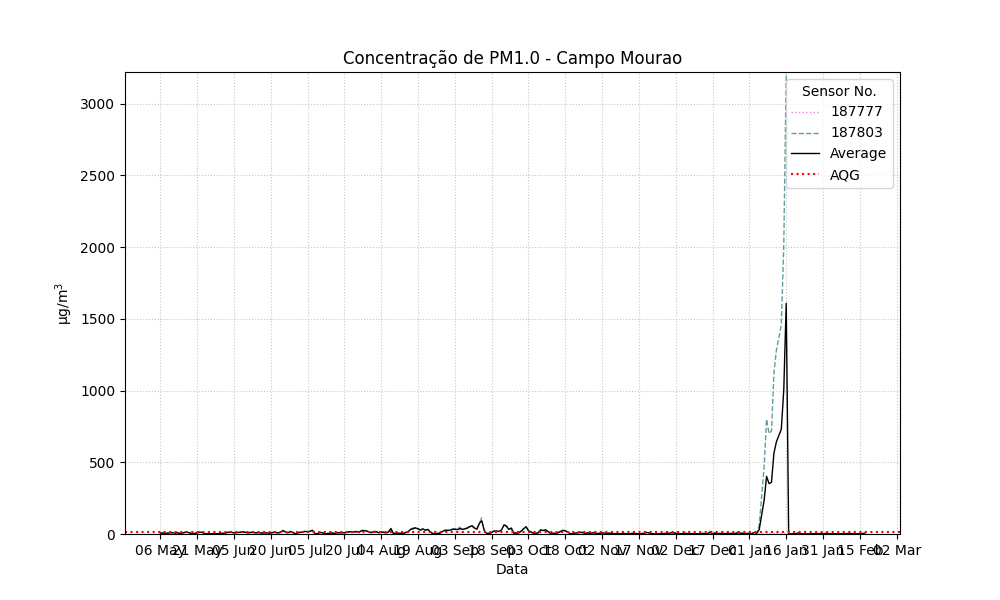 Concentração de PM1.0 - Campo Mourao
3000
2500
2000
1500
1000
500
0
µg/m³
Sensor No.
187777
187803
Average
AQG
06 May 21 May 05 Jun 20 Jun 05 Jul 20 Jul 04 Aug 19 Aug 03 Sep 18 Sep 03 Oct 18 Oct 02 Nov 17 Nov 02 Dec 17 Dec 01 Jan 16 Jan 31 Jan 15 Feb 02 Mar
Data